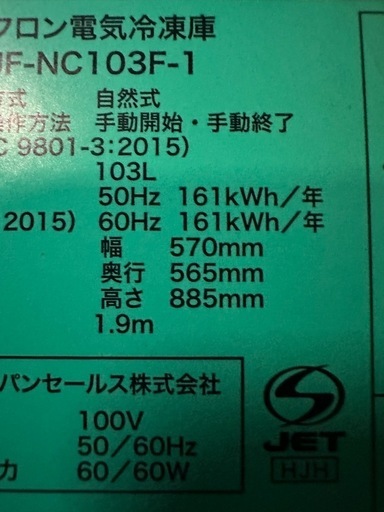 フロン電気冷凍庫
JF-NC103F-1
方式 自然式
操作方法 手動開始・手動終了
C 9801-3:2015)
103L
50Hz 161kWh/年
2015) 60Hz 161kWh/年
幅 570mm
奥行 565mm
高さ 885mm
1.9m
パンセールス株式会社
100V
50/60Hz
力 60/60W
JET
HJH